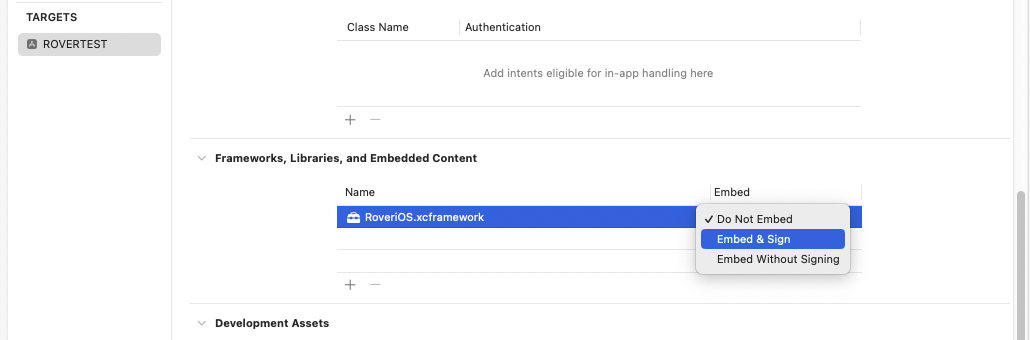 TARGETS
ROVERTEST
Class Name Authentication
Add intents eligible for in-app handling here
Frameworks, Libraries, and Embedded Content
Name Embed
RoveriOS.xcframework
Do Not Embed
Embed & Sign
Embed Without Signing
Development Assets